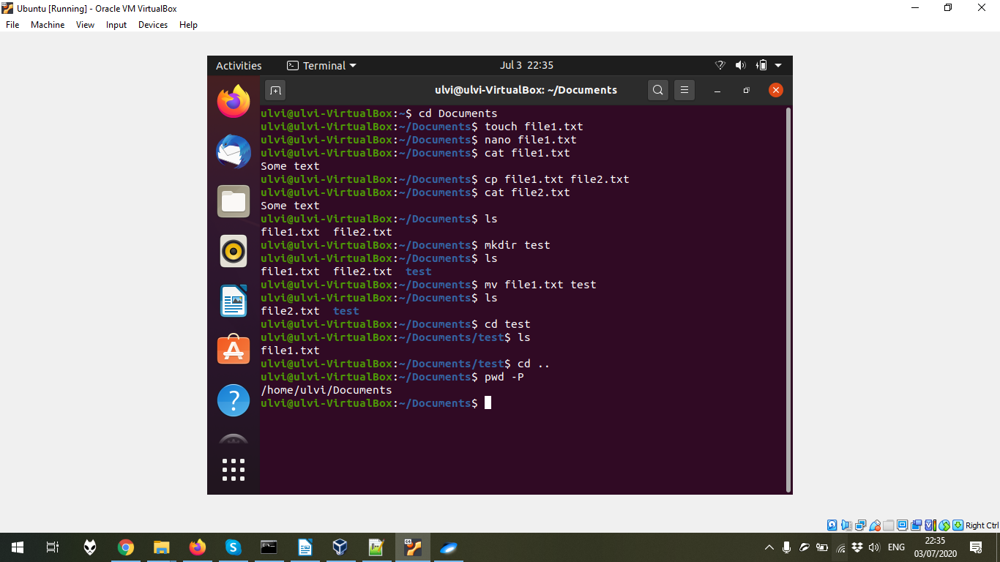 Ubuntu [Running] - Oracle VM VirtualBox
File Machine View Input Devices Help
Activities Terminal Jul 3 22:35
ulvi@ulvi-VirtualBox: ~/Documents
ulvi@ulvi-VirtualBox:~$ cd Documents
ulvi@ulvi-VirtualBox:~/Documents$ touch file1.txt
ulvi@ulvi-VirtualBox:~/Documents$ nano file1.txt
ulvi@ulvi-VirtualBox:~/Documents$ cat file1.txt
Some text
ulvi@ulvi-VirtualBox:~/Documents$ cp file1.txt file2.txt
ulvi@ulvi-VirtualBox:~/Documents$ cat file2.txt
Some text
ulvi@ulvi-VirtualBox:~/Documents$ ls
file1.txt  file2.txt
ulvi@ulvi-VirtualBox:~/Documents$ mkdir test
ulvi@ulvi-VirtualBox:~/Documents$ ls
file1.txt  file2.txt  test
ulvi@ulvi-VirtualBox:~/Documents$ mv file1.txt test
ulvi@ulvi-VirtualBox:~/Documents$ ls
file2.txt  test
ulvi@ulvi-VirtualBox:~/Documents$ cd test
ulvi@ulvi-VirtualBox:~/Documents/test$ ls
file1.txt
ulvi@ulvi-VirtualBox:~/Documents/test$ cd ..
ulvi@ulvi-VirtualBox:~/Documents$ pwd -P
/home/ulvi/Documents
ulvi@ulvi-VirtualBox:~/Documents$
Right Ctrl
ENG
22:35
03/07/2020